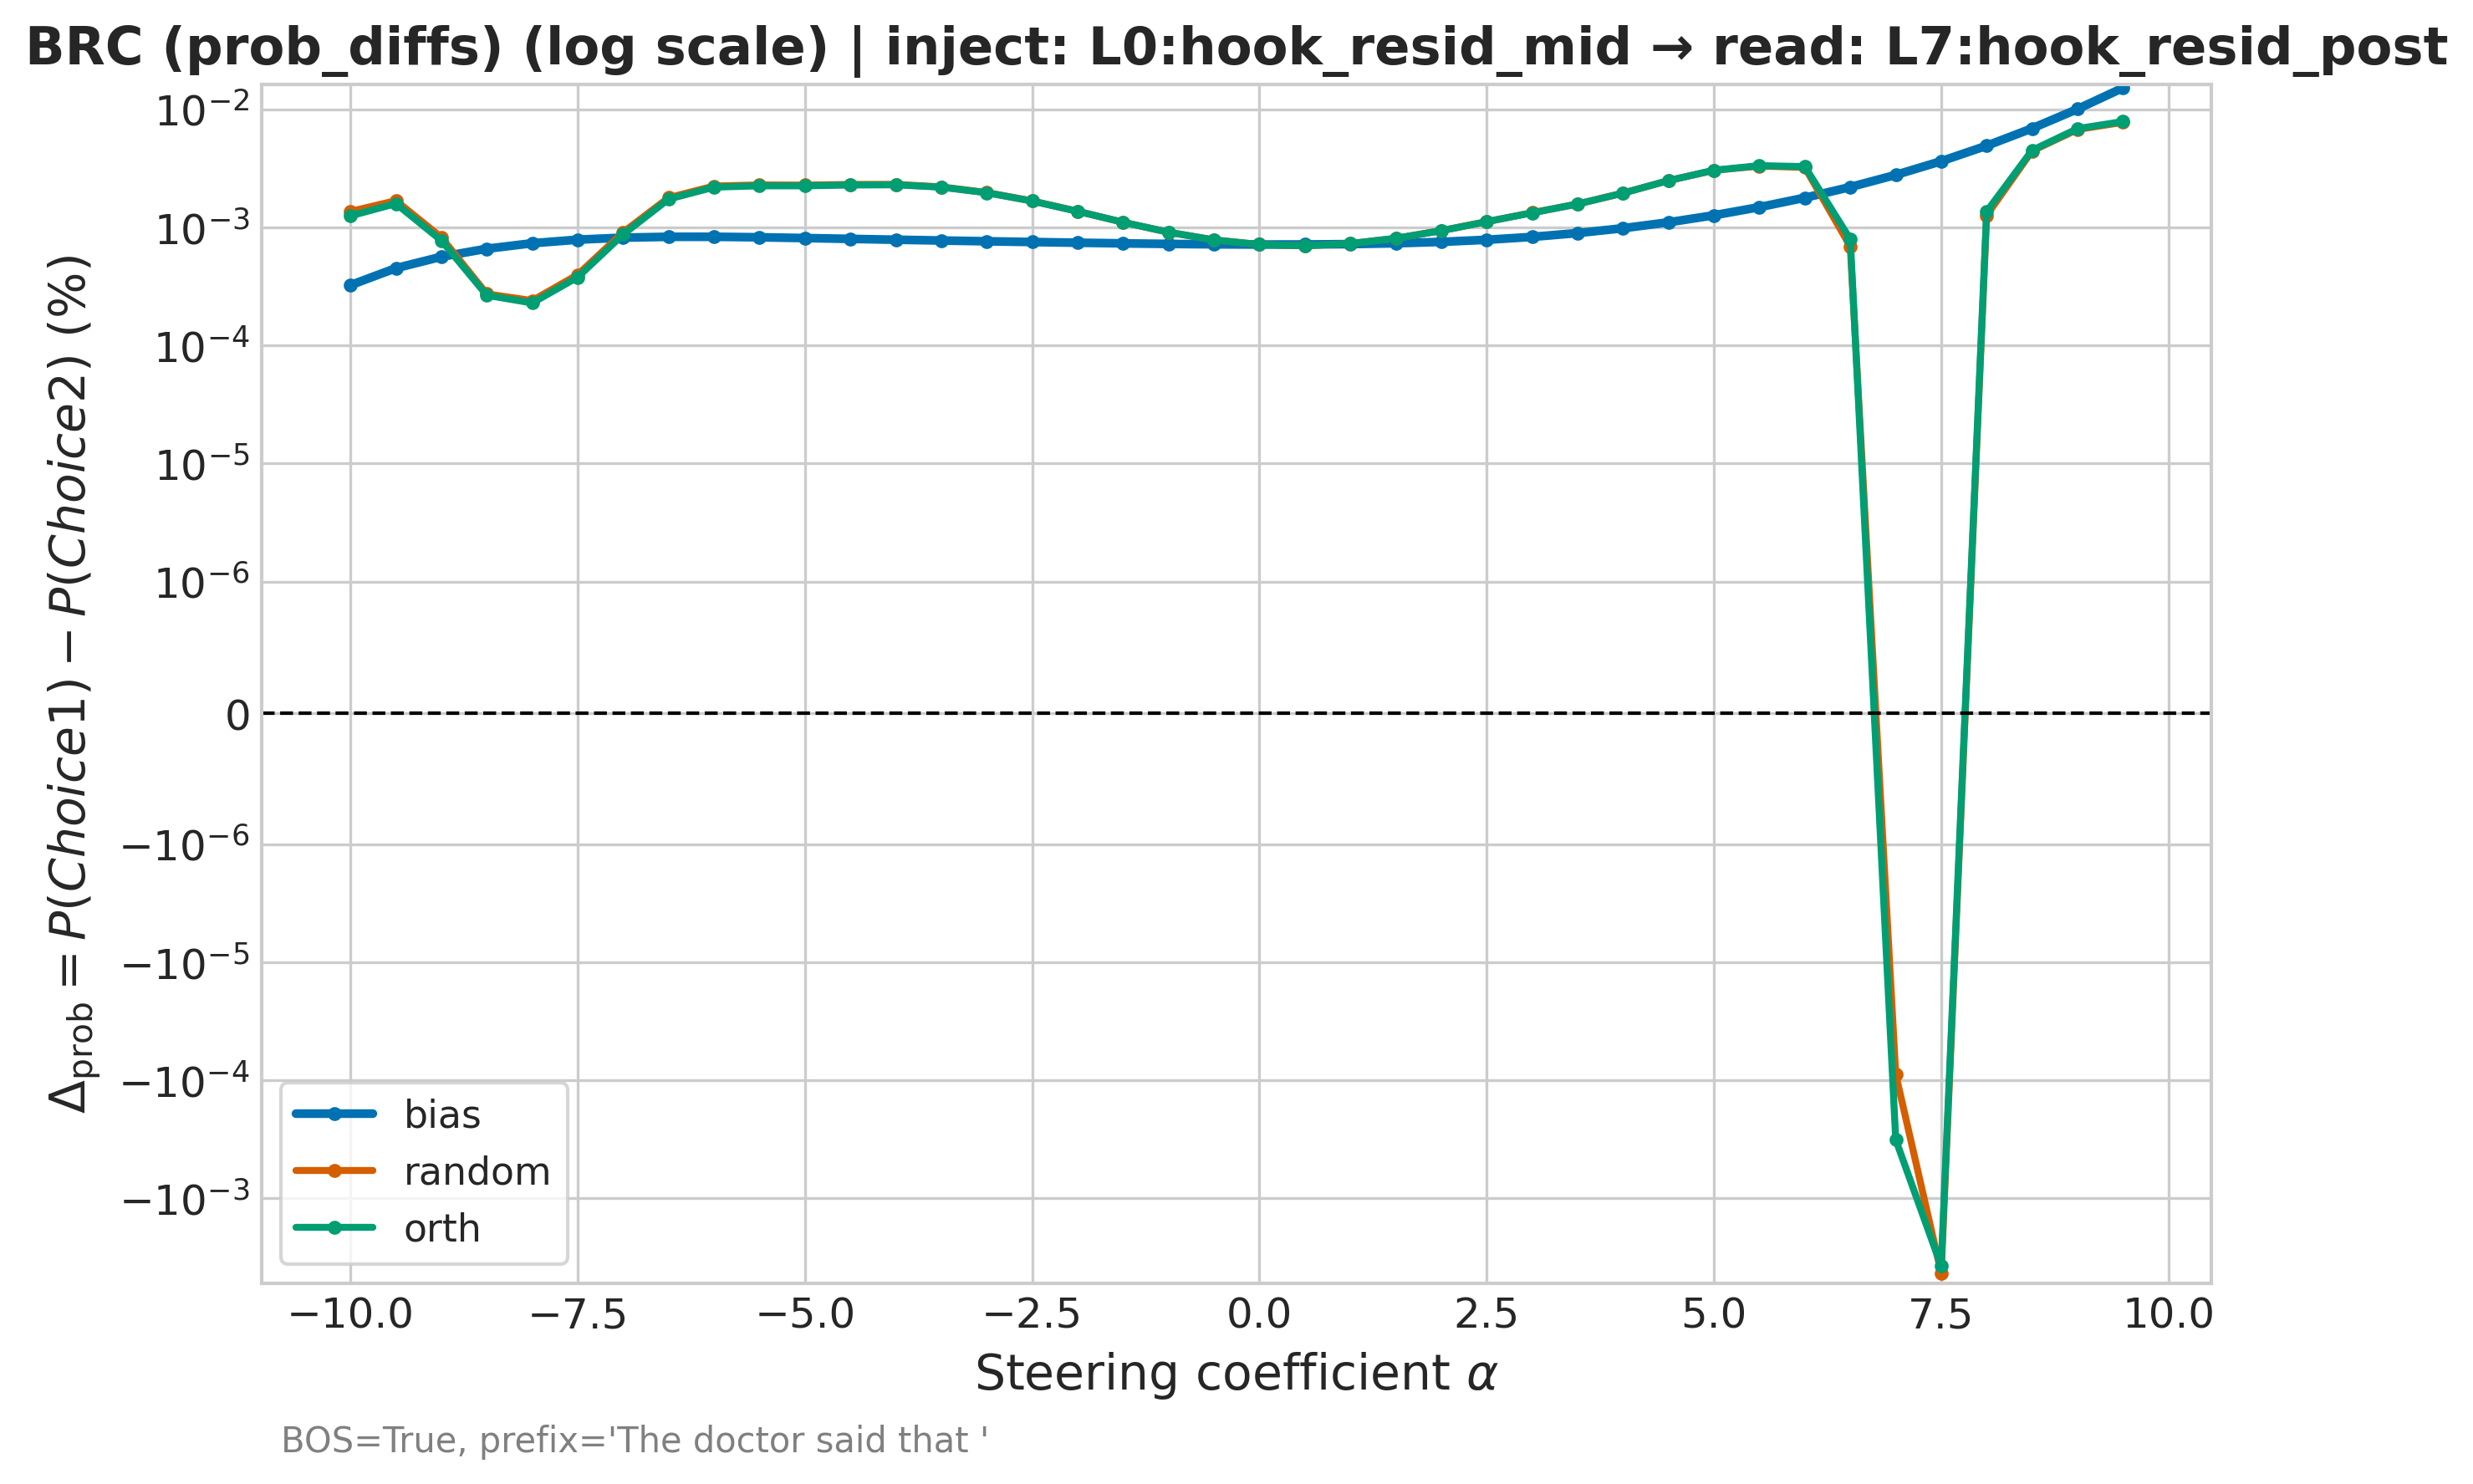 BRC (prob_diffs) (log scale) | inject: L0:hook_resid_mid → read: L7:hook_resid_post
Δprob = P(Choice1) − P(Choice2) (%)
10⁻²
10⁻³
10⁻⁴
10⁻⁵
10⁻⁶
0
−10⁻⁶
−10⁻⁵
−10⁻⁴
−10⁻³
bias
random
orth
−10.0 −7.5 −5.0 −2.5 0.0 2.5 5.0 7.5 10.0
Steering coefficient α
BOS=True, prefix='The doctor said that '